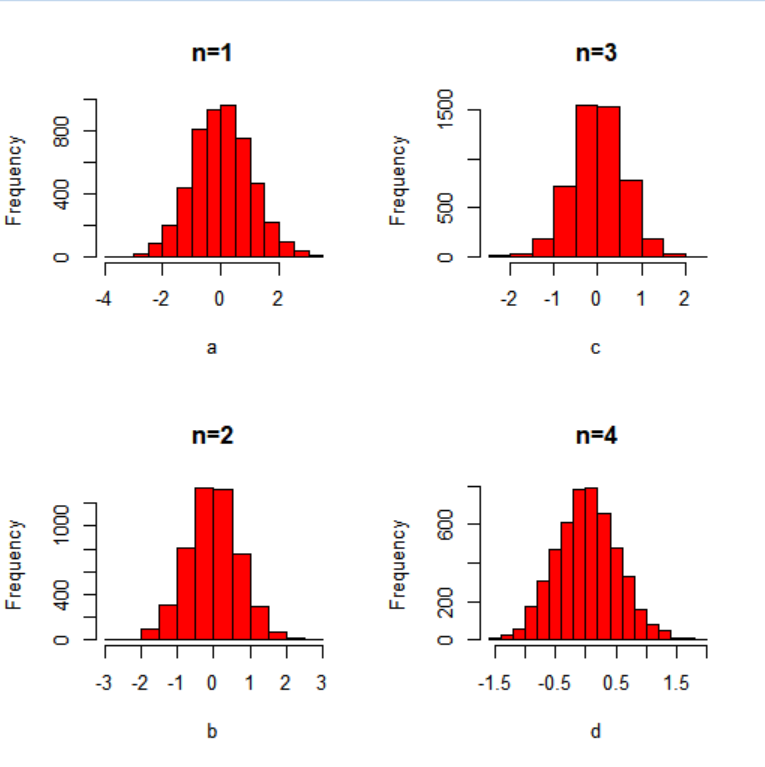 n=1
Frequency
800
400
0
-4 -2 0 2
a
n=3
Frequency
1500
500
0
-2 -1 0 1 2
c
n=2
Frequency
1000
400
0
-3 -2 -1 0 1 2 3
b
n=4
Frequency
600
200
0
-1.5 -0.5 0.5 1.5
d